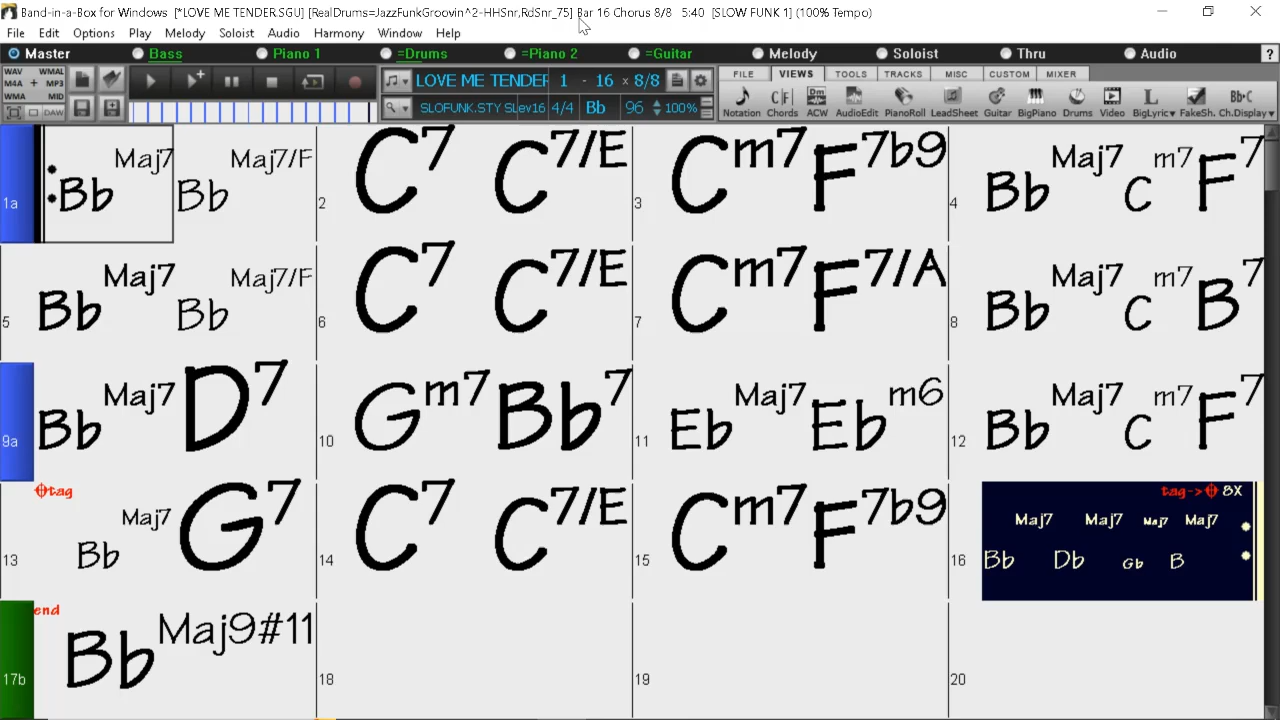 Band-in-a-Box for Windows [*LOVE ME TENDER.SGU] [RealDrums=JazzFunkGroovin^2-HHSnr,RdSnr_75] Bar 16 Chorus 8/8 5:40 [SLOW FUNK 1] (100% Tempo)
File Edit Options Play Melody Soloist Audio Harmony Window Help
Master Bass Piano 1 =Drums =Piano 2 =Guitar Melody Soloist Thru Audio ?
WAV WMAL
M4A + MP3
WMA MID
DAW
LOVE ME TENDER 1 - 16 x 8/8
SLOFUNK.STY SLev16 4/4 Bb 96 100%
FILE VIEWS TOOLS TRACKS MISC CUSTOM MIXER
Notation Chords ACW AudioEdit PianoRoll LeadSheet Guitar BigPiano Drums Video BigLyric FakeSh. Ch.Display
1a BbMaj7 BbMaj7/F 2 C7 C7/E 3 Cm7 F7b9 4 BbMaj7 Cm7 F7
5 BbMaj7 BbMaj7/F 6 C7 C7/E 7 Cm7 F7/A 8 BbMaj7 Cm7 B7
9a BbMaj7 D7 10 Gm7 Bb7 11 EbMaj7 Ebm6 12 BbMaj7 Cm7 F7
tag tag-> 8X
13 BbMaj7 G7 14 C7 C7/E 15 Cm7 F7b9 16 BbMaj7 DbMaj7 GbMaj7 BMaj7
end
17b BbMaj9#11 18 19 20